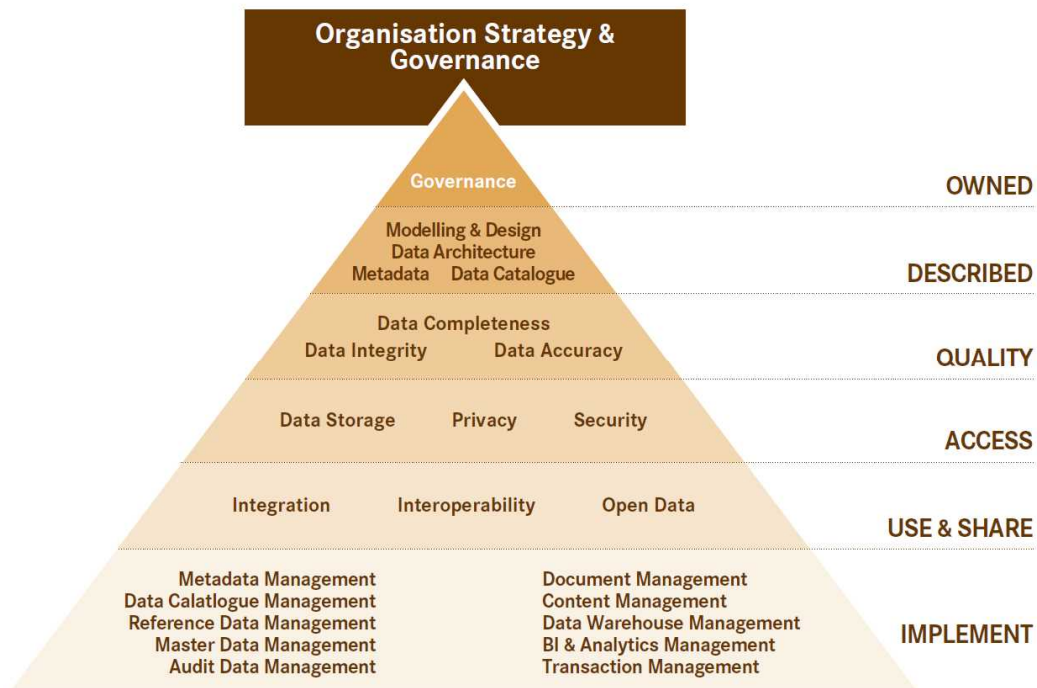 Organisation Strategy &
Governance
Governance
OWNED
Modelling & Design
Data Architecture
Metadata Data Catalogue
DESCRIBED
Data Completeness
Data Integrity Data Accuracy
QUALITY
Data Storage Privacy Security
ACCESS
Integration Interoperability Open Data
USE & SHARE
Metadata Management
Data Calatlogue Management
Reference Data Management
Master Data Management
Audit Data Management
Document Management
Content Management
Data Warehouse Management
BI & Analytics Management
Transaction Management
IMPLEMENT